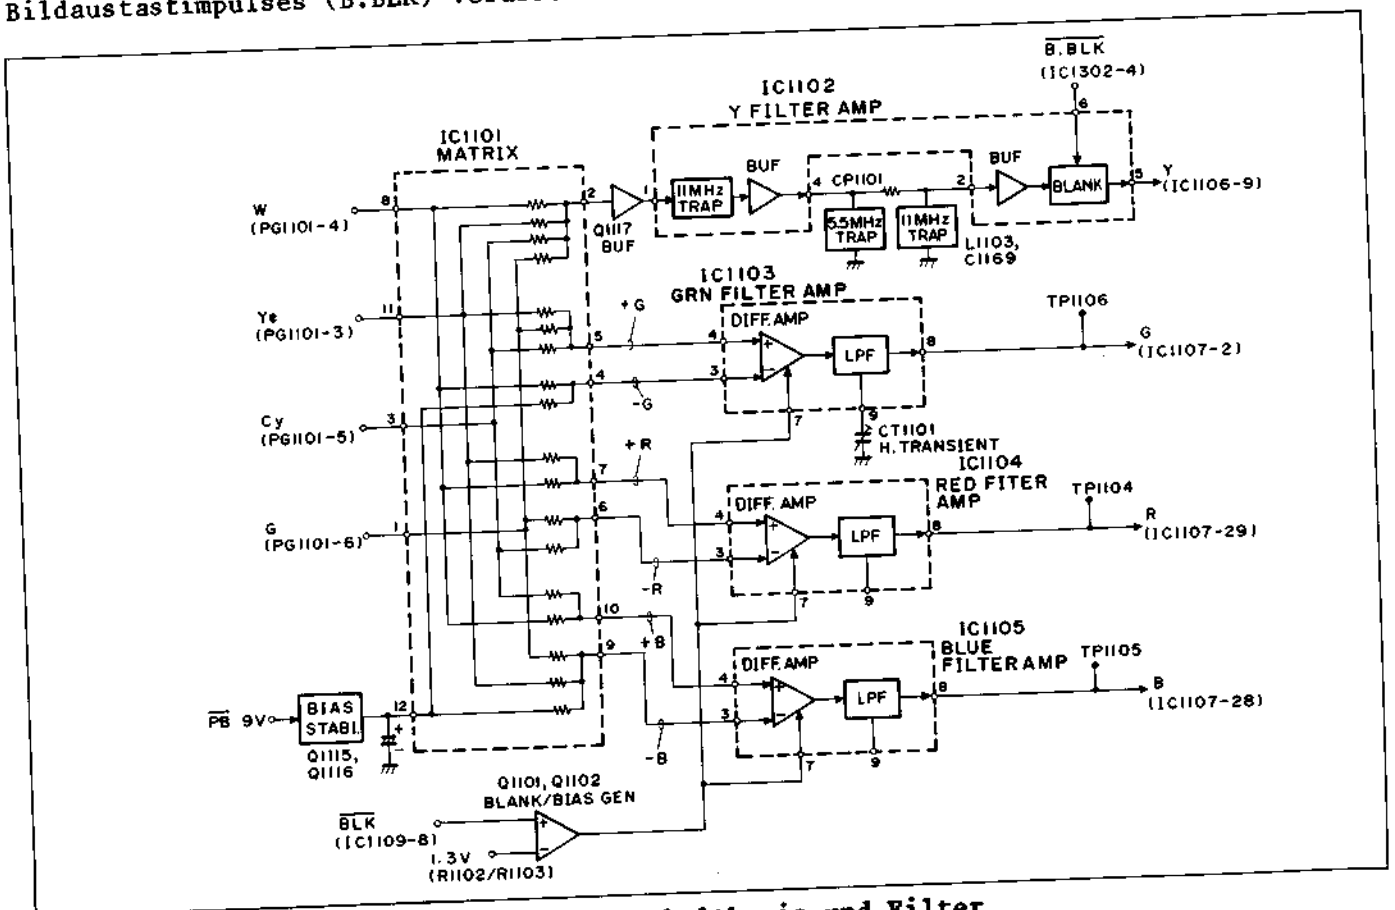 Bildaustastimpulses (B.BLK)
B.BLK
(IC1302-4)
IC1102
Y FILTER AMP
6
IC1101
MATRIX
BUF
BUF
11MHz
TRAP
4
CP1101
2
BLANK
5
Y
(IC1106-9)
W
(PG1101-4)
8
2
1
Q1117
BUF
5.5MHz
TRAP
11MHz
TRAP
L1103,
C1169
IC1103
GRN FILTER AMP
Ye
(PG1101-3)
11
+G
5
4
DIFF.AMP
+
-
LPF
8
TP1106
G
(IC1107-2)
4
-G
3
7
9
CT1101
H. TRANSIENT
Cy
(PG1101-5)
3
+R
7
IC1104
RED FITER
AMP
DIFF. AMP
4
+
-
LPF
8
TP1104
R
(IC1107-29)
G
(PG1101-6)
1
6
3
-R
7
9
10
+B
IC1105
BLUE
FILTER AMP
DIFF. AMP
9
4
+
-
LPF
8
TP1105
B
(IC1107-28)
3
-B
7
9
PB 9V
BIAS
STABI.
12
+
-
Q1115,
Q1116
Q1101, Q1102
BLANK/BIAS GEN
BLK
(IC1109-8)
+
-
1.3V
(R1102/R1103)
und Filter